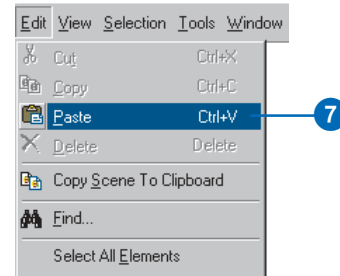 Edit View Selection Tools Window
Cut Ctrl+X
Copy Ctrl+C
Paste Ctrl+V 7
Delete Delete
Copy Scene To Clipboard
Find...
Select All Elements